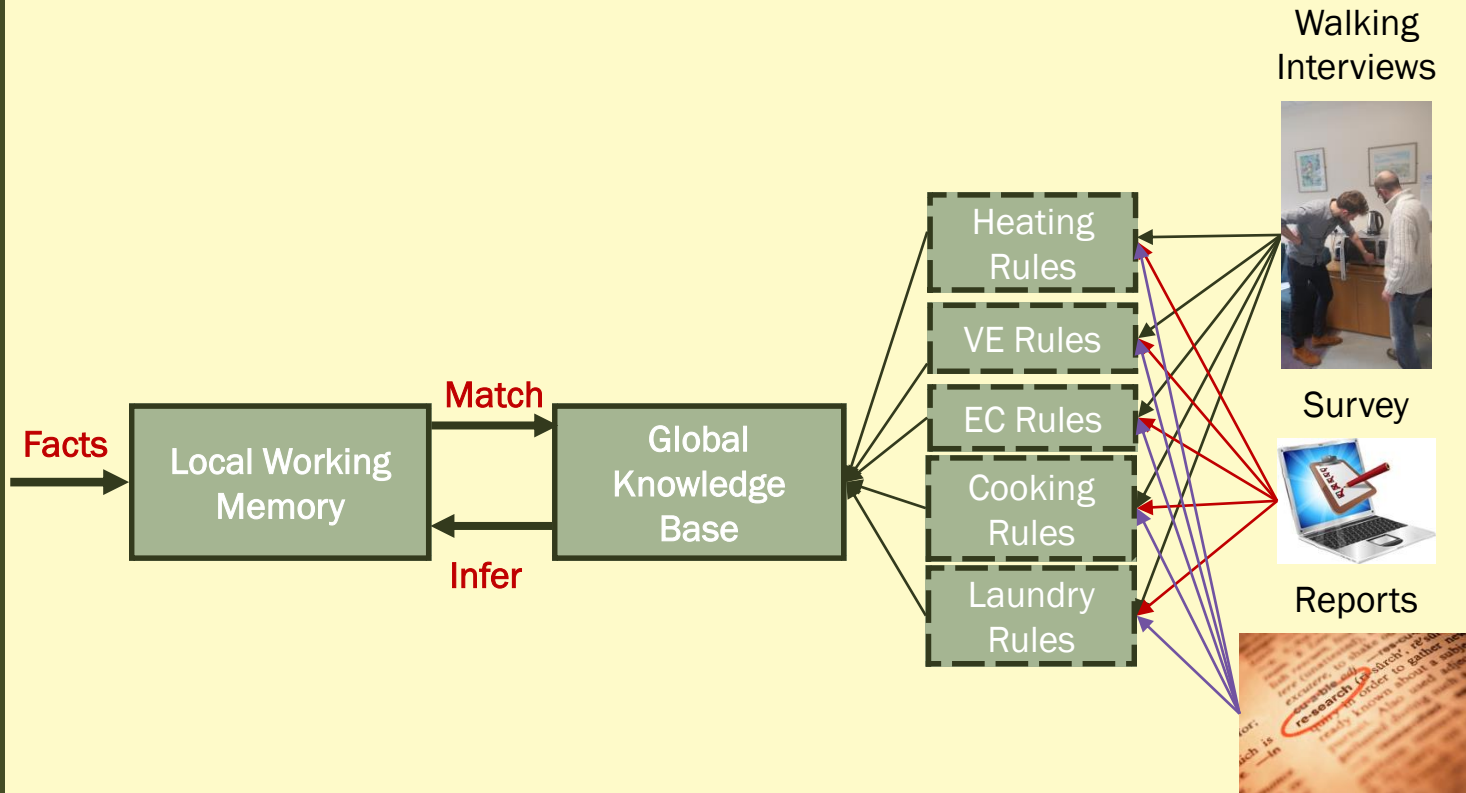 Walking
Interviews
Heating
Rules
VE Rules
EC Rules
Cooking
Rules
Laundry
Rules
Match
Facts
Local Working
Memory
Global
Knowledge
Base
Infer
Survey
Reports
re·search